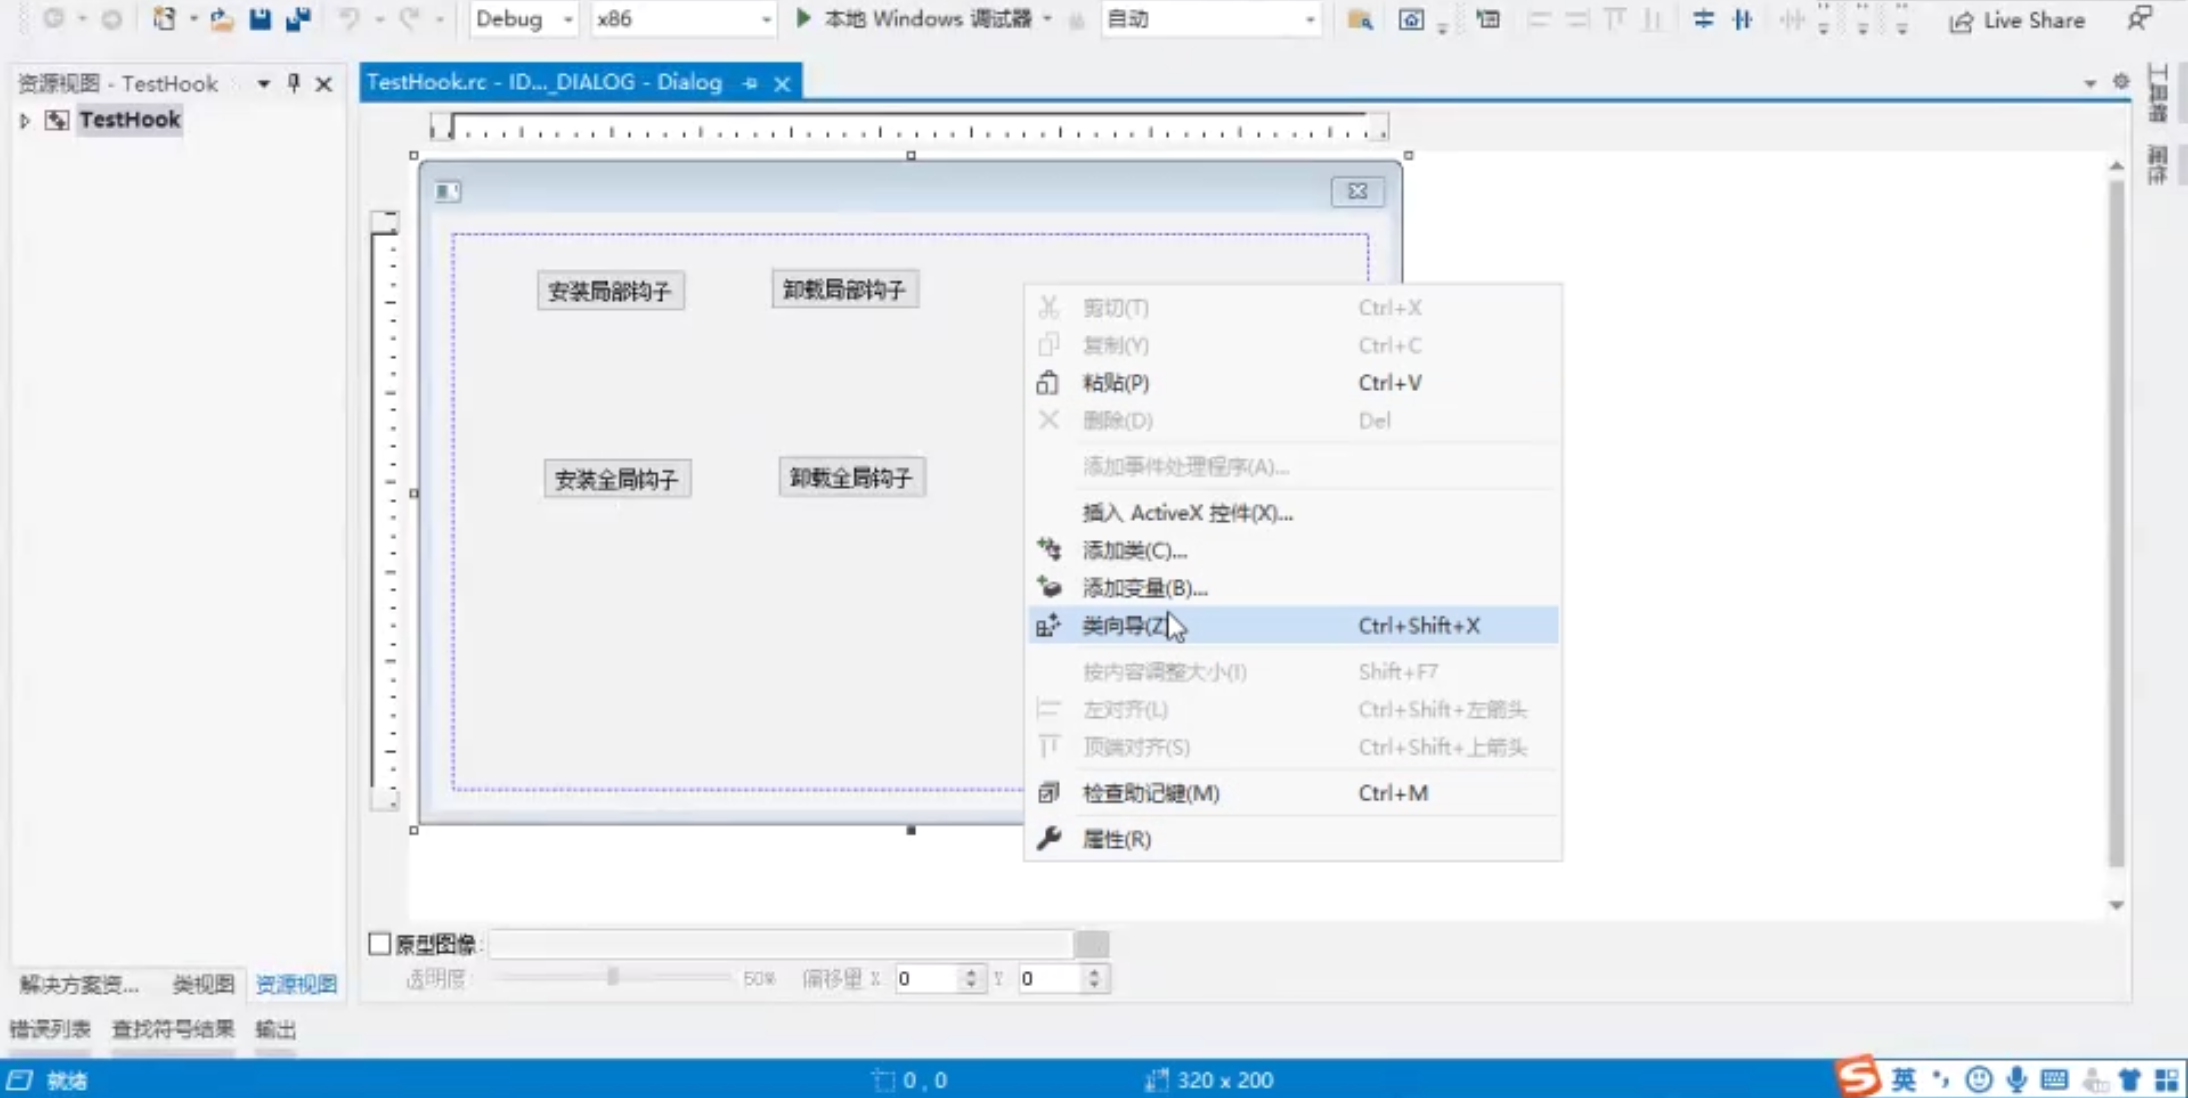 Debug x86 本地 Windows 调试器 自动 Live Share
资源视图 - TestHook
TestHook.rc - ID..._DIALOG - Dialog
工具箱
属性
TestHook
安装局部钩子 卸载局部钩子
安装全局钩子 卸载全局钩子
剪切(T) Ctrl+X
复制(Y) Ctrl+C
粘贴(P) Ctrl+V
删除(D) Del
添加事件处理程序(A)...
插入 ActiveX 控件(X)...
添加类(C)...
添加变量(B)...
类向导(Z Ctrl+Shift+X
按内容调整大小(I) Shift+F7
左对齐(L) Ctrl+Shift+左箭头
顶端对齐(S) Ctrl+Shift+上箭头
检查助记键(M) Ctrl+M
属性(R)
原型图像:
透明度: 50% 偏移量 X 0 Y 0
解决方案资... 类视图 资源视图
错误列表 查找符号结果 输出
就绪 0 , 0 320 x 200 英